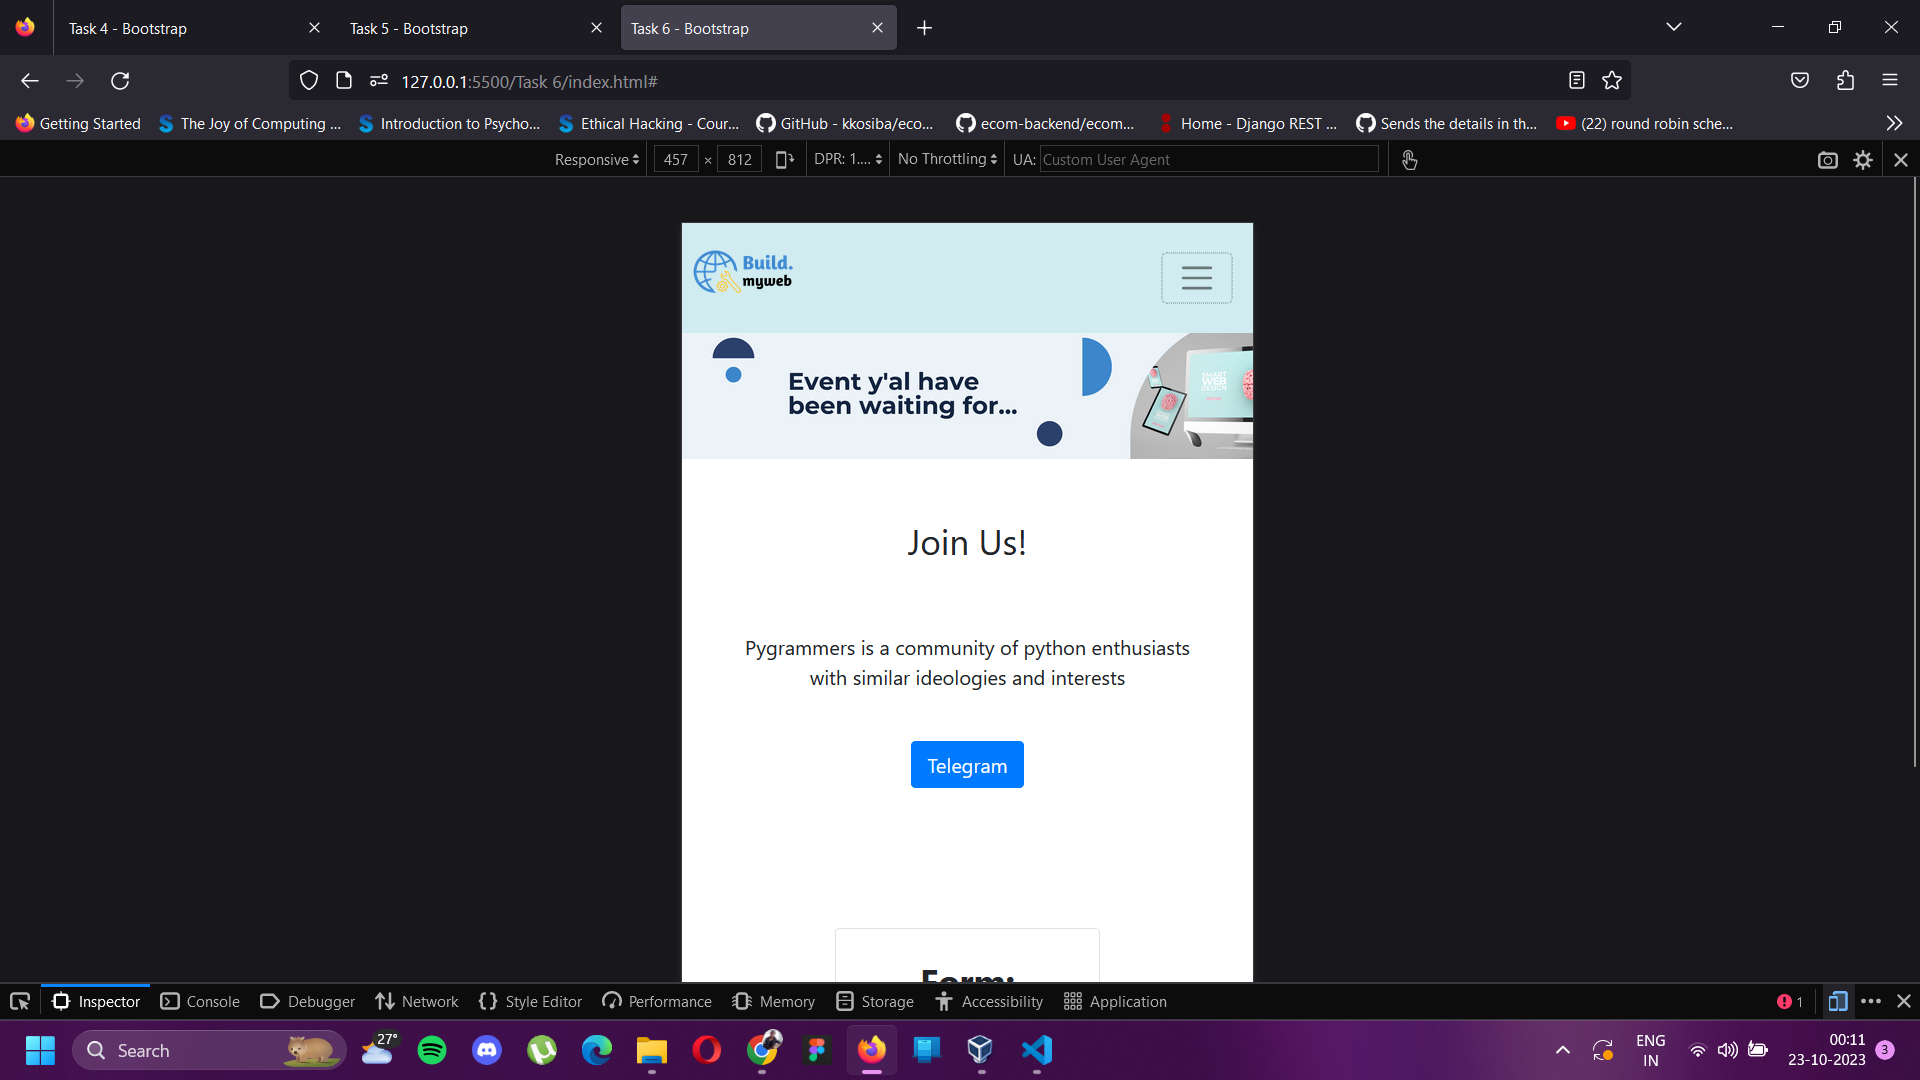 Task 4 - Bootstrap
Task 5 - Bootstrap
Task 6 - Bootstrap
127.0.0.1:5500/Task 6/index.html#
Getting Started
The Joy of Computing ...
Introduction to Psycho...
Ethical Hacking - Cour...
GitHub - kkosiba/eco...
ecom-backend/ecom...
Home - Django REST ...
Sends the details in th...
(22) round robin sche...
Responsive
457 × 812
DPR: 1....
No Throttling
UA: Custom User Agent
Build.
myweb
Event y'al have
been waiting for...
SMART
WEB
DESIGN
Join Us!
Pygrammers is a community of python enthusiasts
with similar ideologies and interests
Telegram
Form:
Inspector
Console
Debugger
Network
Style Editor
Performance
Memory
Storage
Accessibility
Application
1
Search
27°
ENG
IN
00:11
23-10-2023
3